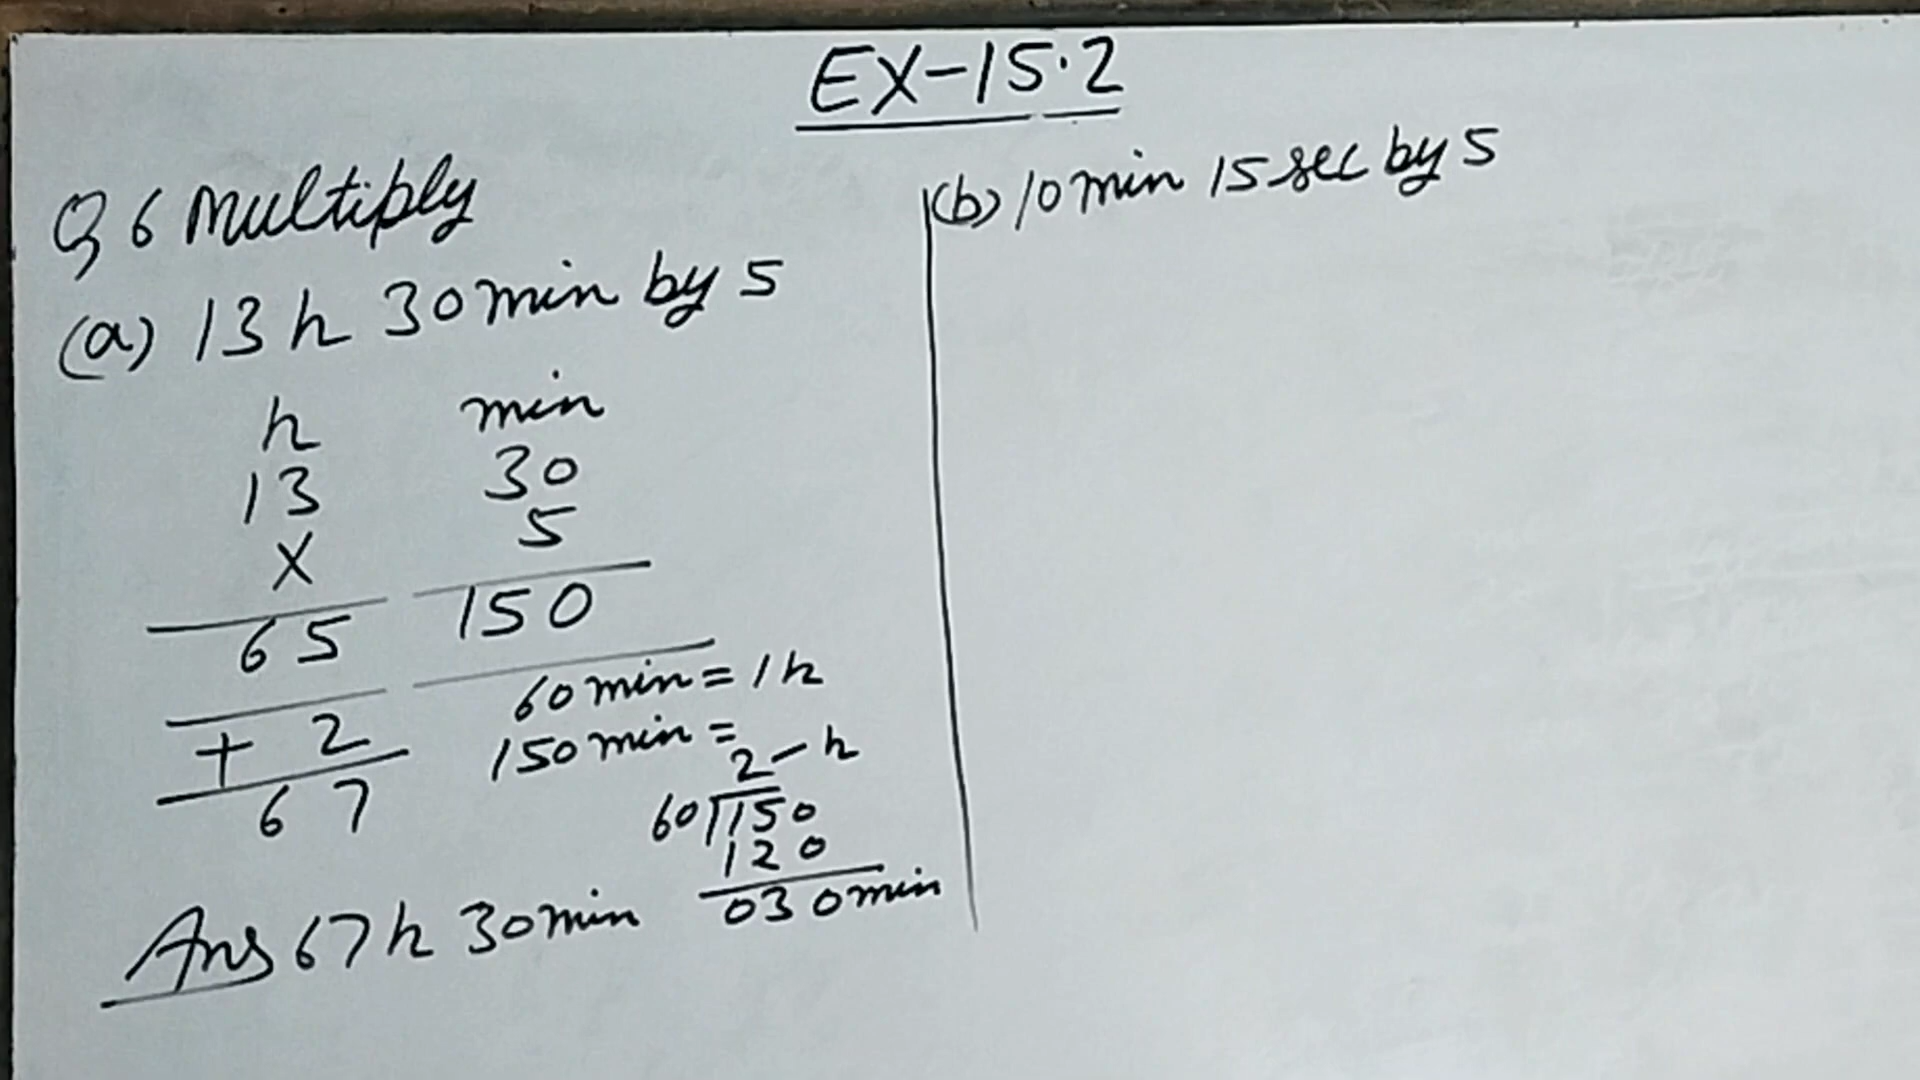 EX-15.2
Q 6 Multiply
(a) 13 h 30 min by 5
h min
13 30
X 5
65 150
60 min = 1 h
+ 2 150 min =
67 2 - h
60)150
120
030 min
Ans 67 h 30 min
(b) 10 min 15 sec by 5